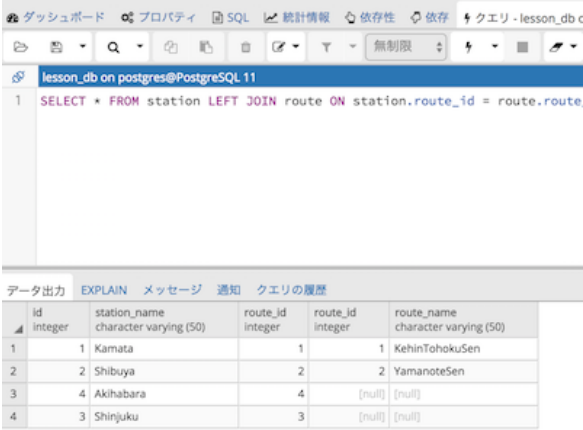 ダッシュボード プロパティ SQL 統計情報 依存性 依存 クエリ - lesson_db o
無制限
lesson_db on postgres@PostgreSQL 11
1 SELECT * FROM station LEFT JOIN route ON station.route_id = route.route_
データ出力 EXPLAIN メッセージ 通知 クエリの履歴
id station_name route_id route_id route_name
integer character varying (50) integer integer character varying (50)
1 1 Kamata 1 1 KehinTohokuSen
2 2 Shibuya 2 2 YamanoteSen
3 4 Akihabara 4 [null] [null]
4 3 Shinjuku 3 [null] [null]